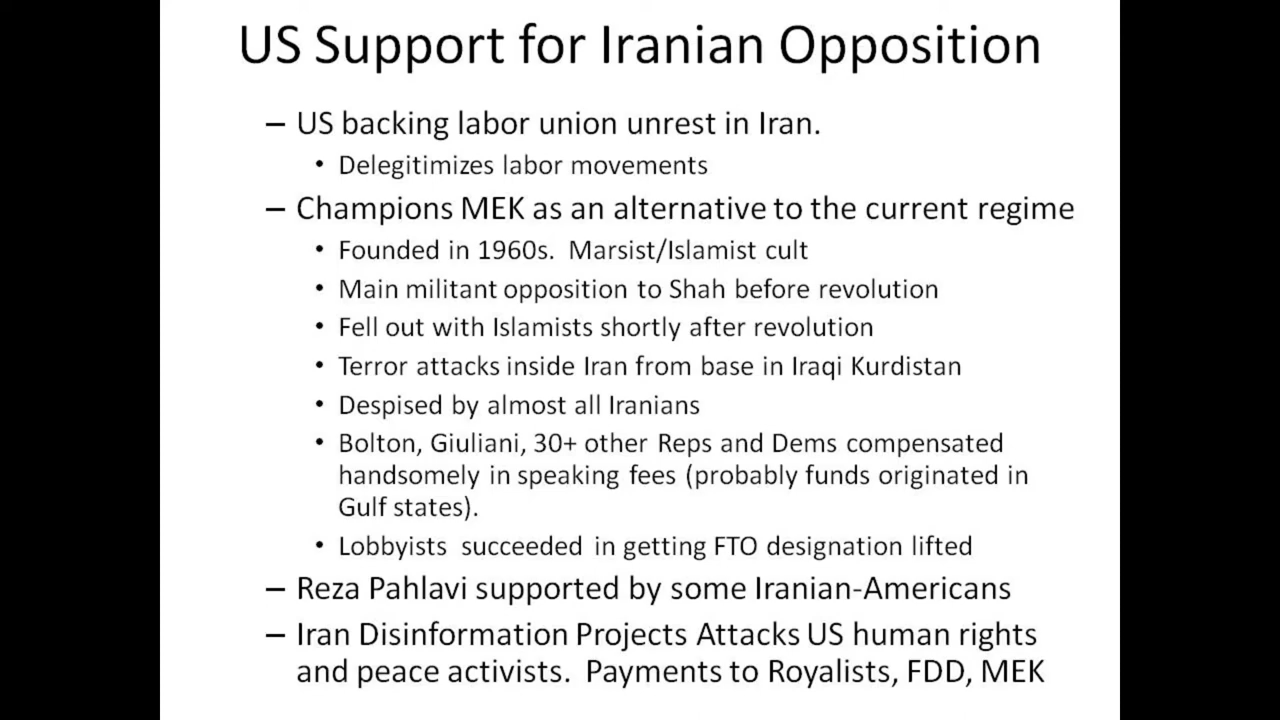 US Support for Iranian Opposition
– US backing labor union unrest in Iran.
• Delegitimizes labor movements
– Champions MEK as an alternative to the current regime
• Founded in 1960s.  Marsist/Islamist cult
• Main militant opposition to Shah before revolution
• Fell out with Islamists shortly after revolution
• Terror attacks inside Iran from base in Iraqi Kurdistan
• Despised by almost all Iranians
• Bolton, Giuliani, 30+ other Reps and Dems compensated
handsomely in speaking fees (probably funds originated in
Gulf states).
• Lobbyists  succeeded in getting FTO designation lifted
– Reza Pahlavi supported by some Iranian-Americans
– Iran Disinformation Projects Attacks US human rights
and peace activists.  Payments to Royalists, FDD, MEK